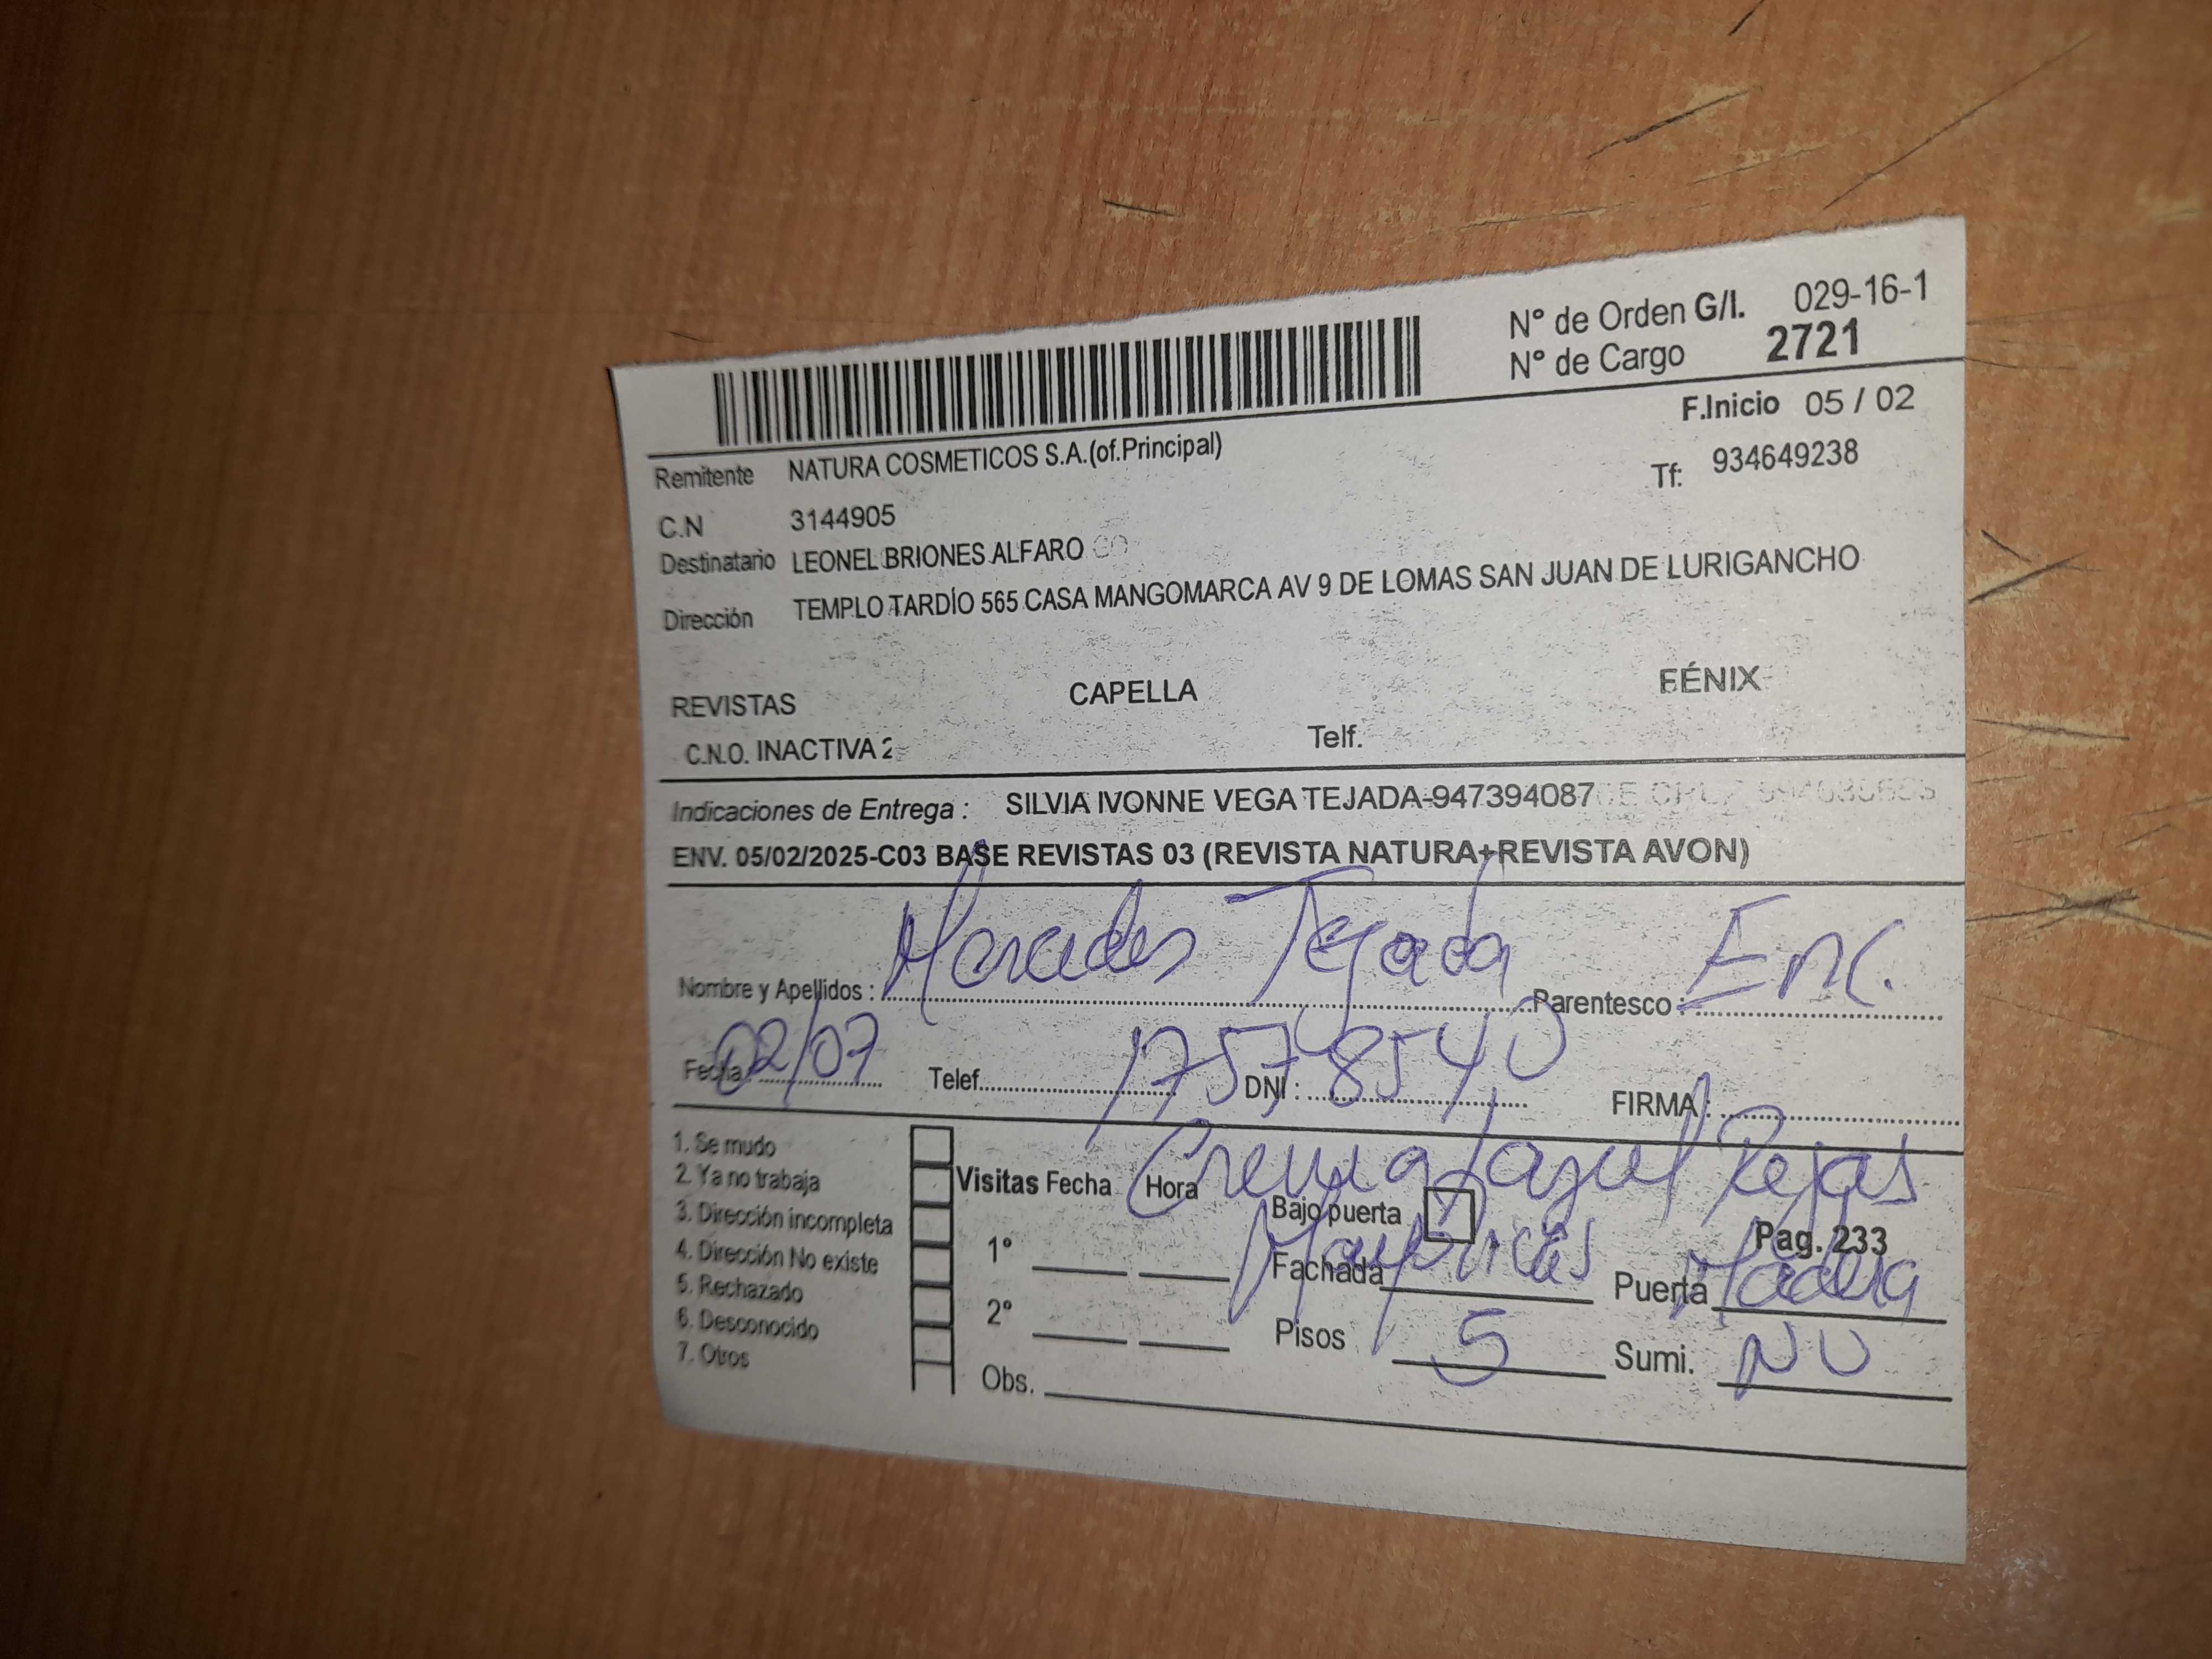 N° de Orden G/I. 029-16-1
N° de Cargo 2721
F.Inicio 05 / 02
Remitente NATURA COSMETICOS S.A.(of.Principal) Tf: 934649238
C.N 3144905
Destinatario LEONEL BRIONES ALFARO
Dirección TEMPLO TARDÍO 565 CASA MANGOMARCA AV 9 DE LOMAS SAN JUAN DE LURIGANCHO
REVISTAS CAPELLA FÉNIX
C.N.O. INACTIVA 2 Telf.
Indicaciones de Entrega : SILVIA IVONNE VEGA TEJADA-947394087
ENV. 05/02/2025-C03 BASE REVISTAS 03 (REVISTA NATURA+REVISTA AVON)
Nombre y Apellidos : Mercedes Tejada Parentesco : Enc.
Fecha 02/07 Telef. DNI : 17578540 FIRMA :
Crema/azul Rejas
1. Se mudo
2. Ya no trabaja
3. Dirección incompleta
4. Dirección No existe
5. Rechazado
6. Desconocido
7. Otros
Visitas Fecha Hora Bajo puerta Pag. 233
1° Fachada Puerta Madera
2° Pisos 5 Sumi. NO
Obs.